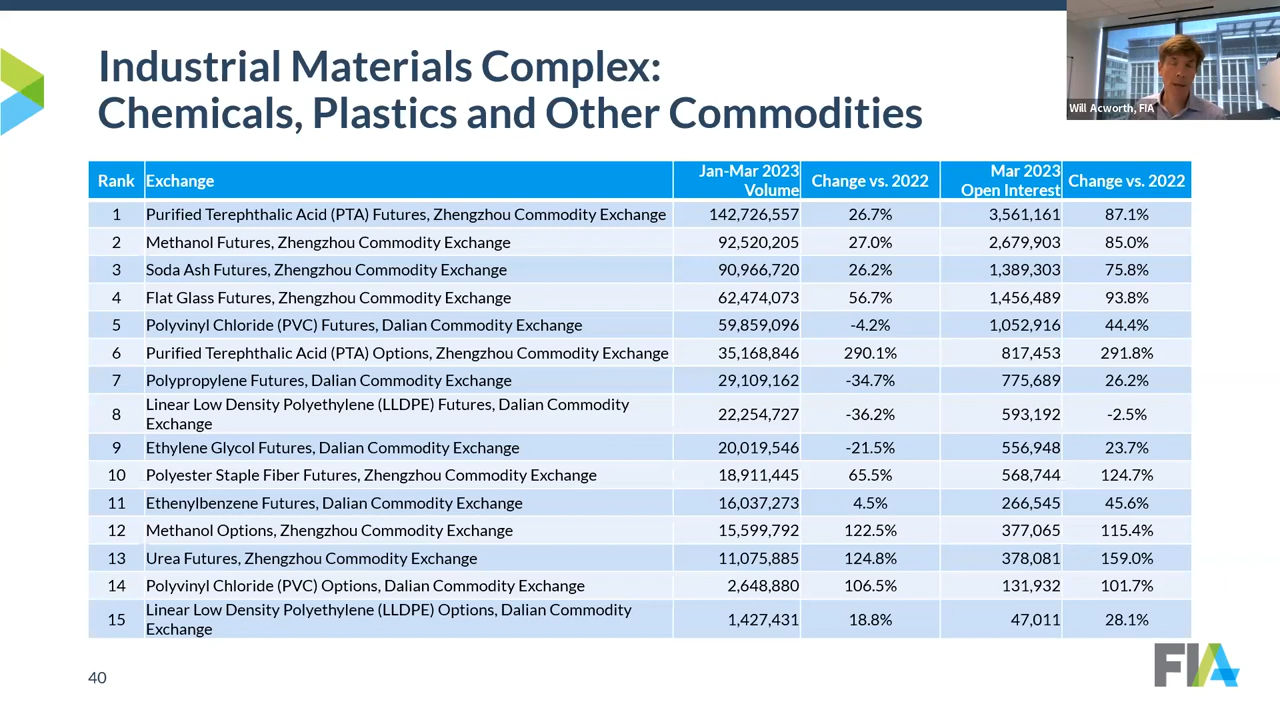 Industrial Materials Complex:
Chemicals, Plastics and Other Commodities
Will Acworth, FIA
Rank Exchange Jan-Mar 2023 Volume Change vs. 2022 Mar 2023 Open Interest Change vs. 2022
1 Purified Terephthalic Acid (PTA) Futures, Zhengzhou Commodity Exchange 142,726,557 26.7% 3,561,161 87.1%
2 Methanol Futures, Zhengzhou Commodity Exchange 92,520,205 27.0% 2,679,903 85.0%
3 Soda Ash Futures, Zhengzhou Commodity Exchange 90,966,720 26.2% 1,389,303 75.8%
4 Flat Glass Futures, Zhengzhou Commodity Exchange 62,474,073 56.7% 1,456,489 93.8%
5 Polyvinyl Chloride (PVC) Futures, Dalian Commodity Exchange 59,859,096 -4.2% 1,052,916 44.4%
6 Purified Terephthalic Acid (PTA) Options, Zhengzhou Commodity Exchange 35,168,846 290.1% 817,453 291.8%
7 Polypropylene Futures, Dalian Commodity Exchange 29,109,162 -34.7% 775,689 26.2%
8 Linear Low Density Polyethylene (LLDPE) Futures, Dalian Commodity Exchange 22,254,727 -36.2% 593,192 -2.5%
9 Ethylene Glycol Futures, Dalian Commodity Exchange 20,019,546 -21.5% 556,948 23.7%
10 Polyester Staple Fiber Futures, Zhengzhou Commodity Exchange 18,911,445 65.5% 568,744 124.7%
11 Ethenylbenzene Futures, Dalian Commodity Exchange 16,037,273 4.5% 266,545 45.6%
12 Methanol Options, Zhengzhou Commodity Exchange 15,599,792 122.5% 377,065 115.4%
13 Urea Futures, Zhengzhou Commodity Exchange 11,075,885 124.8% 378,081 159.0%
14 Polyvinyl Chloride (PVC) Options, Dalian Commodity Exchange 2,648,880 106.5% 131,932 101.7%
15 Linear Low Density Polyethylene (LLDPE) Options, Dalian Commodity Exchange 1,427,431 18.8% 47,011 28.1%
40
FIA